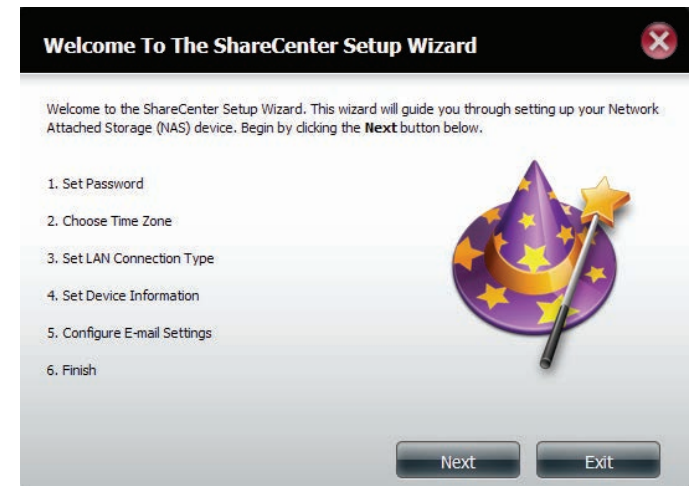 Welcome To The ShareCenter Setup Wizard
Welcome to the ShareCenter Setup Wizard. This wizard will guide you through setting up your Network
Attached Storage (NAS) device. Begin by clicking the Next button below.
1. Set Password
2. Choose Time Zone
3. Set LAN Connection Type
4. Set Device Information
5. Configure E-mail Settings
6. Finish
Next
Exit